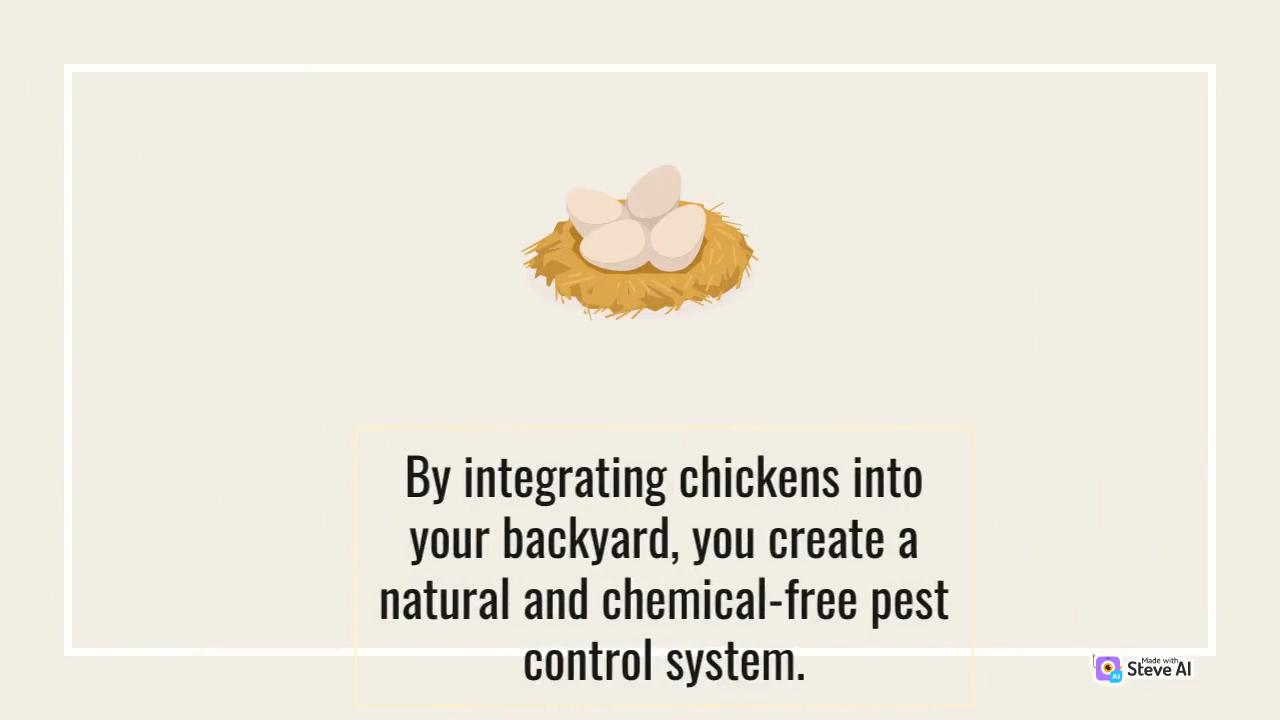 By integrating chickens into
your backyard, you create a
natural and chemical-free pest
control system.
Made with
Steve AI
AI